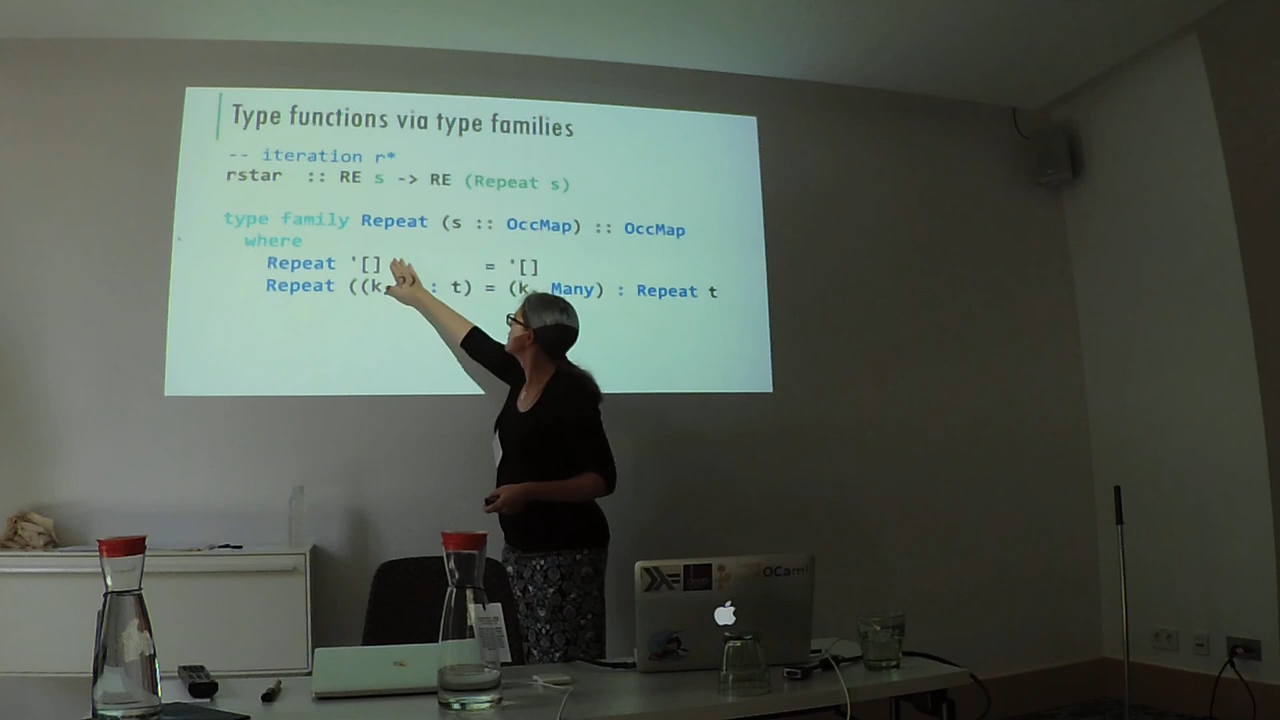 Type functions via type families
-- iteration r*
rstar :: RE s -> RE (Repeat s)
type family Repeat (s :: OccMap) :: OccMap
where
Repeat '[] = '[]
Repeat ((k, : t) = (k, Many) : Repeat t
OCaml